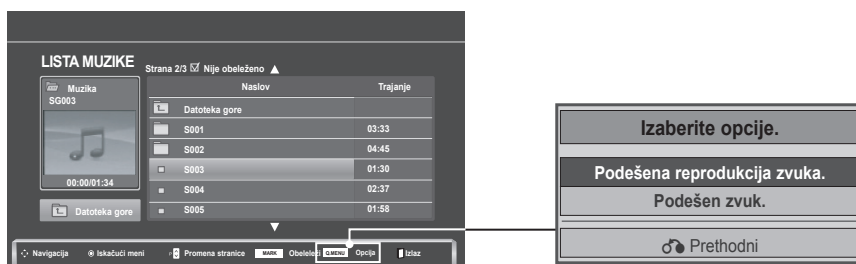 LISTA MUZIKE
Strana 2/3 ☑ Nije obeleženo ▲
Muzika
SG003
00:00/01:34
Datoteka gore
Naslov Trajanje
Datoteka gore
S001 03:33
S002 04:45
S003 01:30
S004 02:37
S005 01:58
▼
Navigacija Iskačući meni P Promena stranice MARK Obeleleži Q.MENU Opcija Izlaz
Izaberite opcije.
Podešena reprodukcija zvuka.
Podešen zvuk.
Prethodni